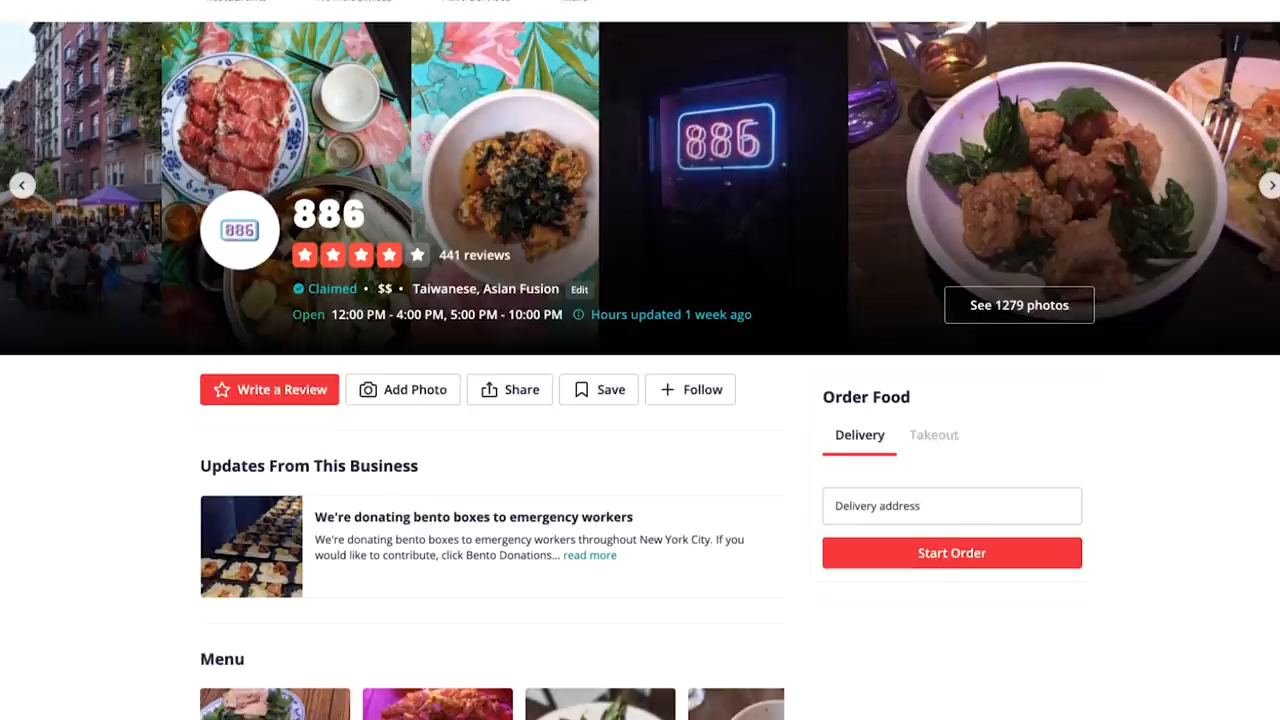 886
886
886
441 reviews
Claimed • $$ • Taiwanese, Asian Fusion Edit
Open 12:00 PM - 4:00 PM, 5:00 PM - 10:00 PM Hours updated 1 week ago
See 1279 photos
Write a Review Add Photo Share Save Follow
Order Food
Delivery Takeout
Delivery address
Start Order
Updates From This Business
We're donating bento boxes to emergency workers
We're donating bento boxes to emergency workers throughout New York City. If you
would like to contribute, click Bento Donations... read more
Menu